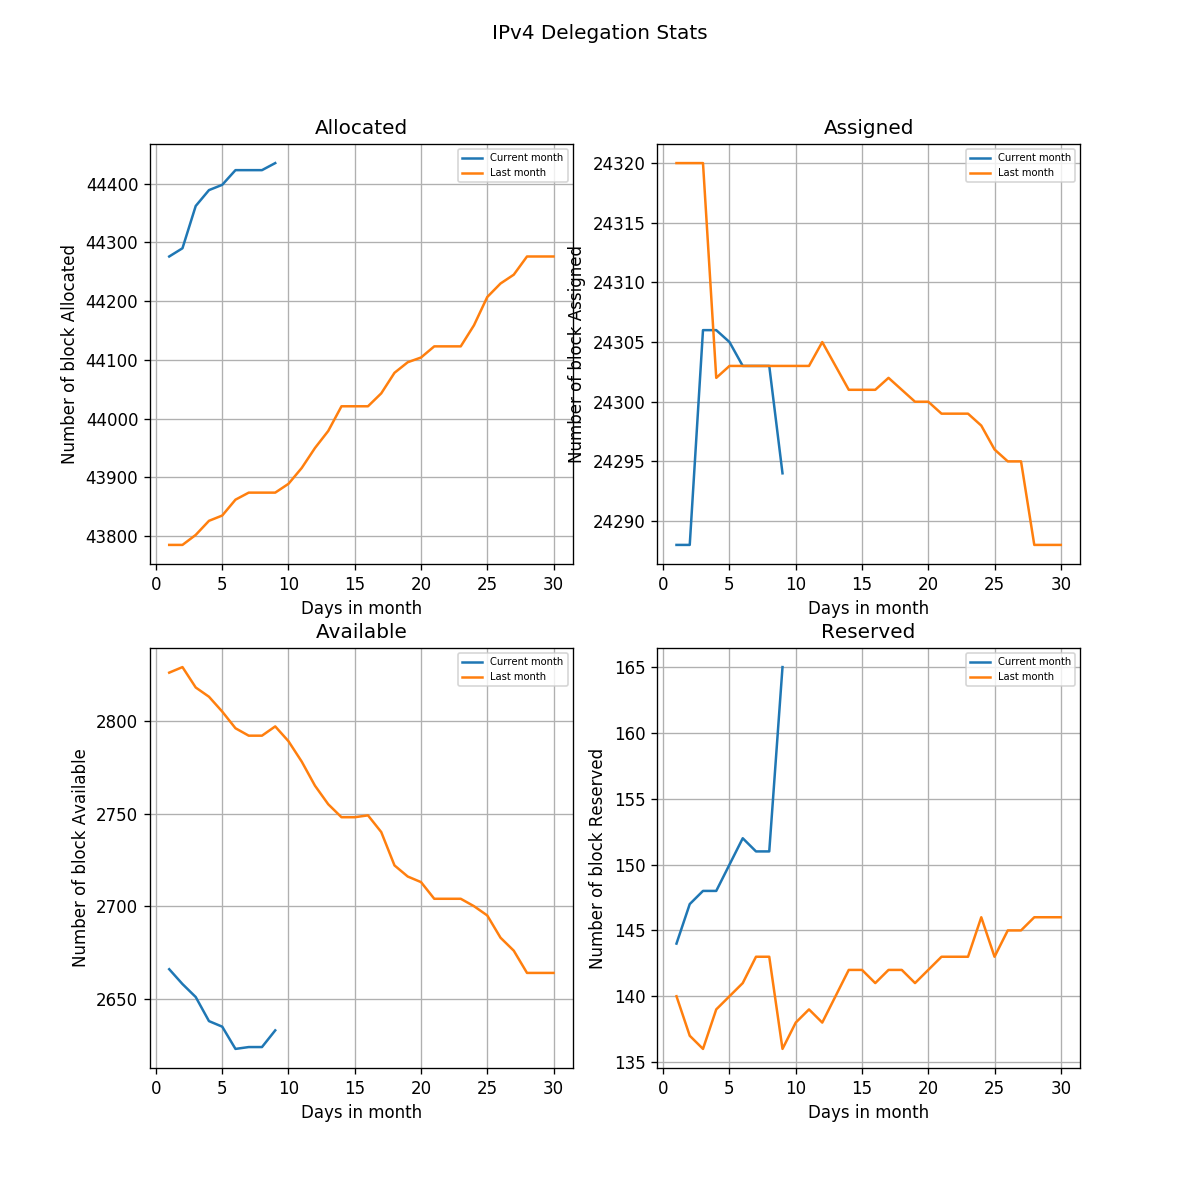 IPv4 Delegation Stats
Allocated
Number of block Allocated
44400
44300
44200
44100
44000
43900
43800
Current month
Last month
0 5 10 15 20 25 30
Days in month
Assigned
Number of block Assigned
24320
24315
24310
24305
24300
24295
24290
Current month
Last month
0 5 10 15 20 25 30
Days in month
Available
Number of block Available
2800
2750
2700
2650
Current month
Last month
0 5 10 15 20 25 30
Days in month
Reserved
Number of block Reserved
165
160
155
150
145
140
135
Current month
Last month
0 5 10 15 20 25 30
Days in month